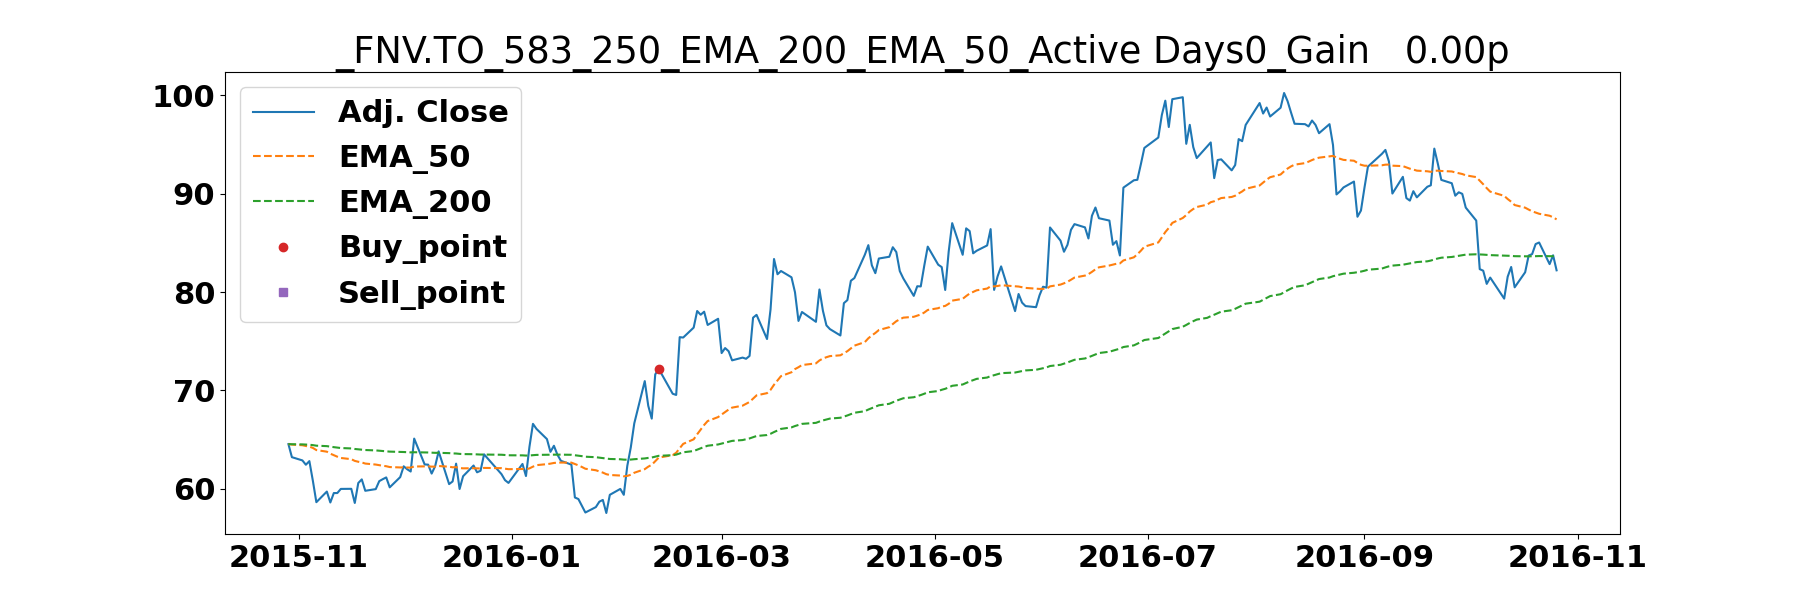 _FNV.TO_583_250_EMA_200_EMA_50_Active Days0_Gain   0.00p
Adj. Close
EMA_50
EMA_200
Buy_point
Sell_point
100
90
80
70
60
2015-11
2016-01
2016-03
2016-05
2016-07
2016-09
2016-11